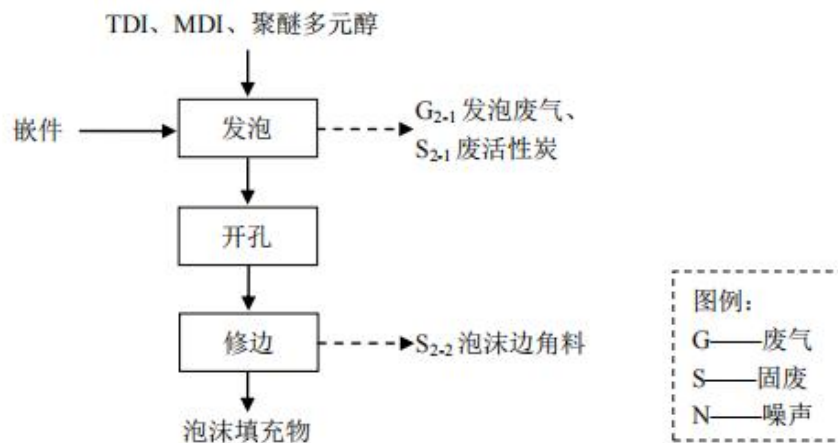 TDI、MDI、聚醚多元醇
嵌件
发泡
G2-1 发泡废气、
S2-1 废活性炭
开孔
修边
S2-2 泡沫边角料
泡沫填充物
图例：
G——废气
S——固废
N——噪声